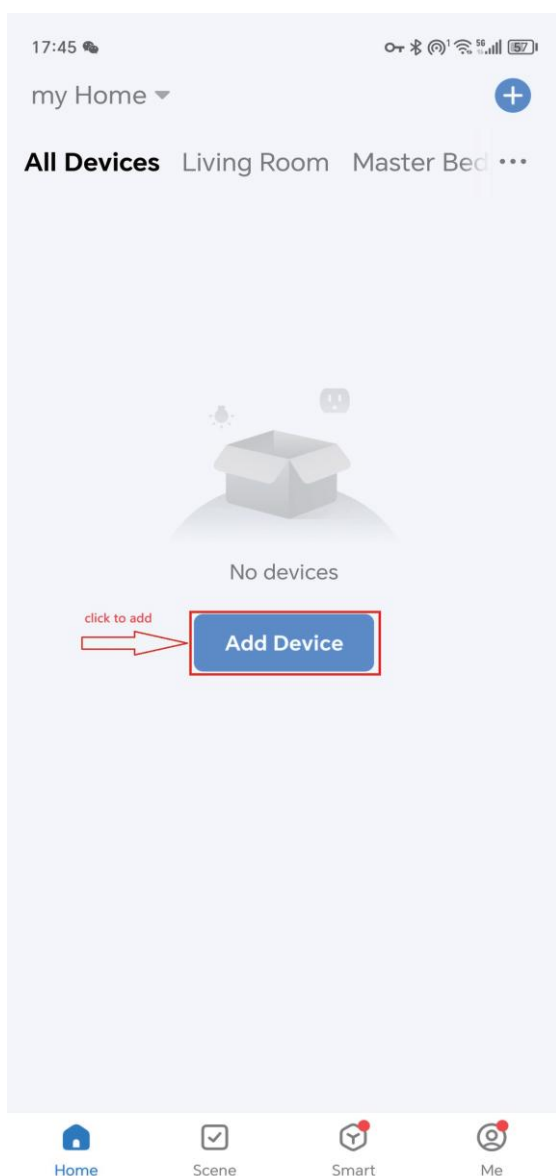 17:45
57
my Home
All Devices Living Room Master Bed ...
No devices
click to add
Add Device
Home Scene Smart Me